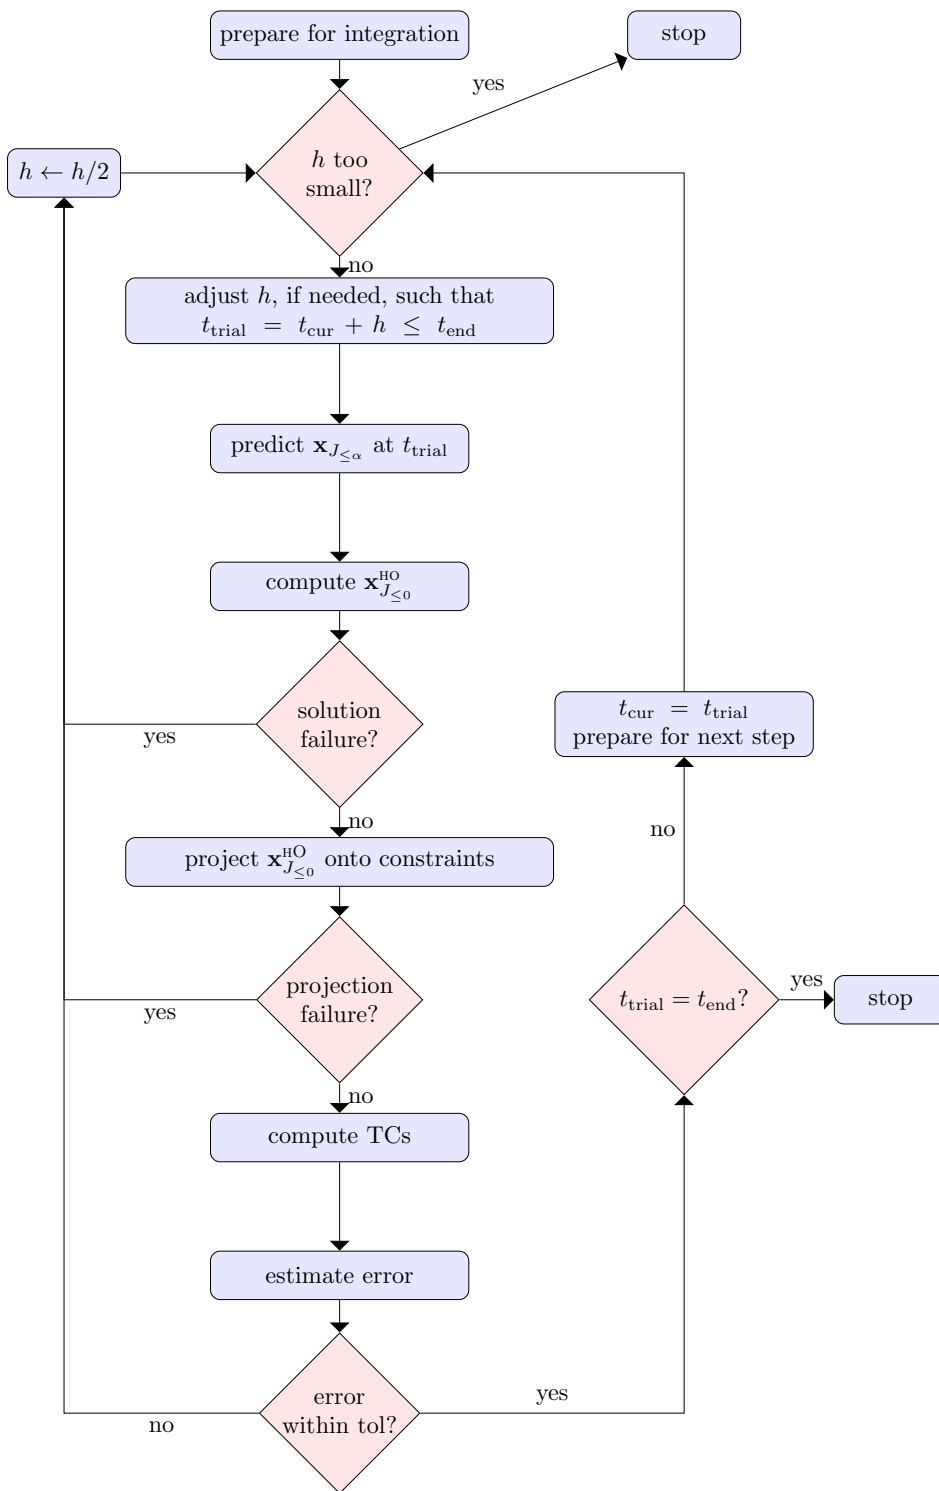 prepare for integration
stop
yes
h ← h/2
h too
small?
no
adjust h, if needed, such that
t_trial = t_cur + h ≤ t_end
predict x_{J_{≤α}} at t_trial
compute x^{HO}_{J_{≤0}}
solution
failure?
yes
t_cur = t_trial
prepare for next step
no
no
project x^{HO}_{J_{≤0}} onto constraints
projection
failure?
yes
t_trial = t_end?
yes
stop
no
compute TCs
estimate error
error
within tol?
yes
no